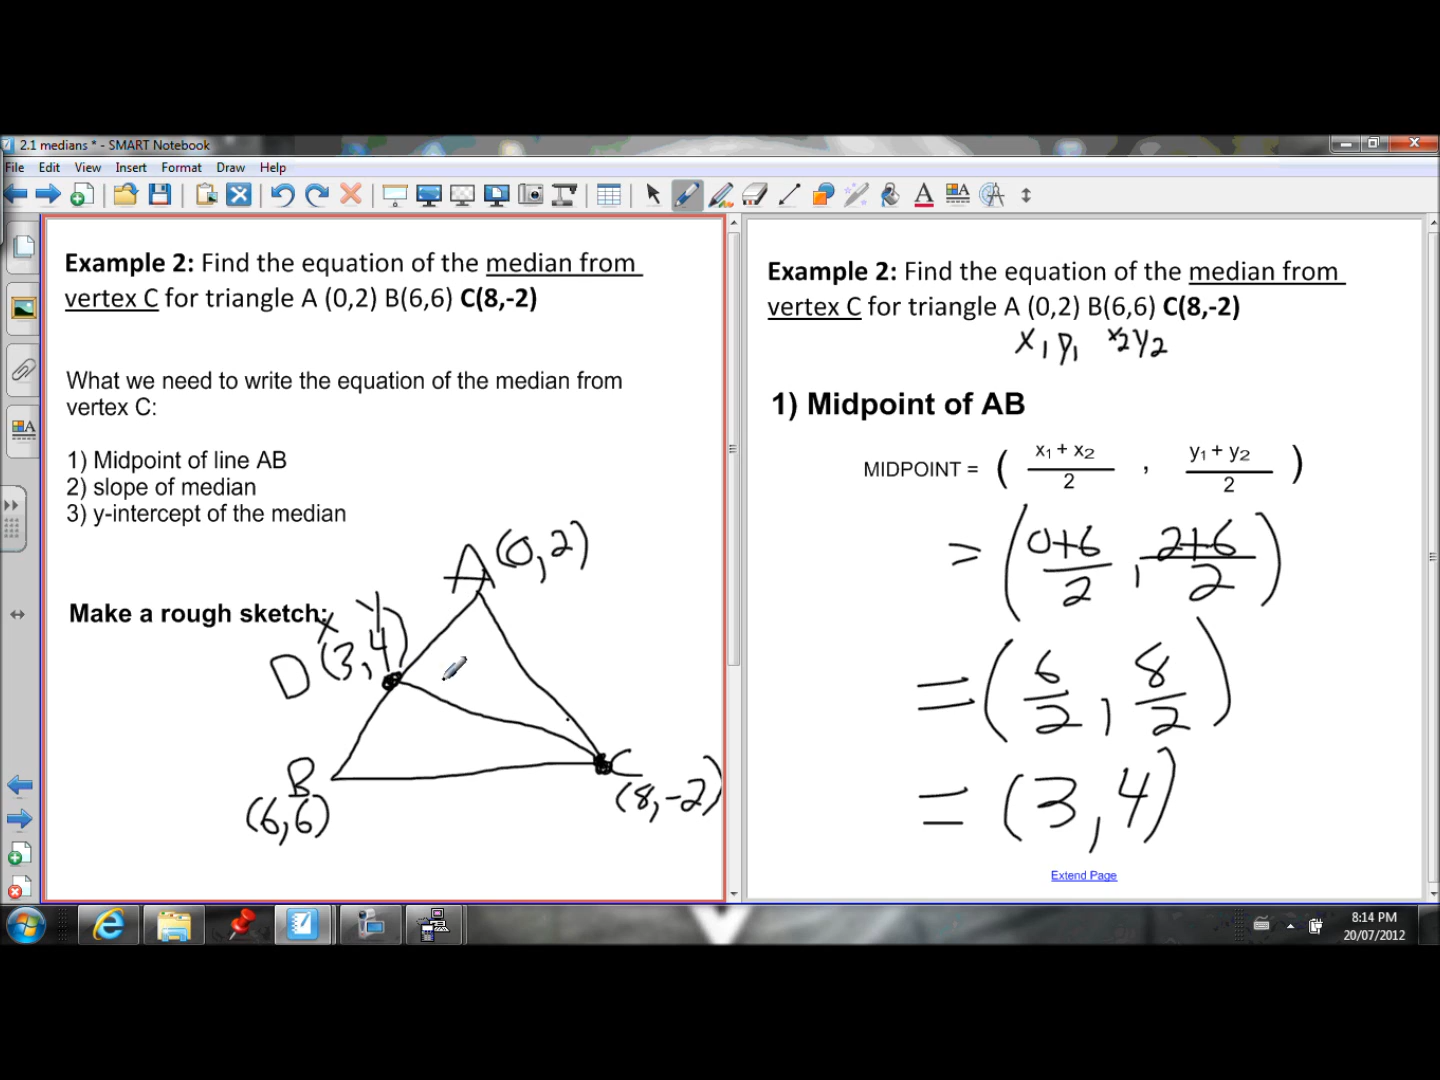 2.1 medians * - SMART Notebook
File Edit View Insert Format Draw Help
Example 2: Find the equation of the median from
vertex C for triangle A (0,2) B(6,6) C(8,-2)
What we need to write the equation of the median from
vertex C:
1) Midpoint of line AB
2) slope of median
3) y-intercept of the median
Make a rough sketch:
A (0,2)
x y
D (3,4)
B
(6,6)
C
(8,-2)
Example 2: Find the equation of the median from
vertex C for triangle A (0,2) B(6,6) C(8,-2)
x1 y1 x2 y2
1) Midpoint of AB
MIDPOINT = ( x1 + x2 / 2 , y1 + y2 / 2 )
= ( 0+6 / 2 , 2+6 / 2 )
= ( 6 / 2 , 8 / 2 )
= (3,4)
Extend Page
8:14 PM
20/07/2012